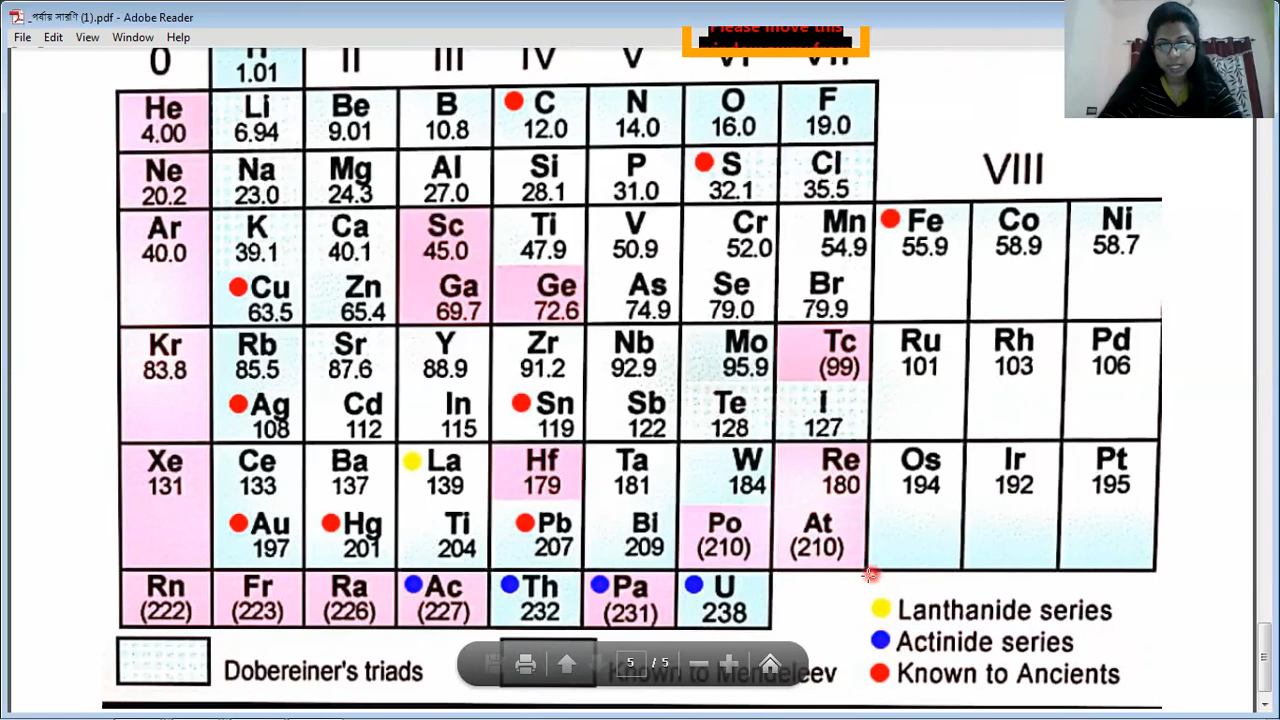 _পর্যায় সারণি (1).pdf - Adobe Reader
File Edit View Window Help
Please move this
0 H II III IV V VI VII
1.01
He Li Be B C N O F
4.00 6.94 9.01 10.8 12.0 14.0 16.0 19.0
Ne Na Mg Al Si P S Cl VIII
20.2 23.0 24.3 27.0 28.1 31.0 32.1 35.5
Ar K Ca Sc Ti V Cr Mn Fe Co Ni
40.0 39.1 40.1 45.0 47.9 50.9 52.0 54.9 55.9 58.9 58.7
Cu Zn Ga Ge As Se Br
63.5 65.4 69.7 72.6 74.9 79.0 79.9
Kr Rb Sr Y Zr Nb Mo Tc Ru Rh Pd
83.8 85.5 87.6 88.9 91.2 92.9 95.9 (99) 101 103 106
Ag Cd In Sn Sb Te I
108 112 115 119 122 128 127
Xe Ce Ba La Hf Ta W Re Os Ir Pt
131 133 137 139 179 181 184 180 194 192 195
Au Hg Ti Pb Bi Po At
197 201 204 207 209 (210) (210)
Rn Fr Ra Ac Th Pa U
(222) (223) (226) (227) 232 (231) 238
Lanthanide series
Actinide series
Known to Ancients
Dobereiner's triads
5 / 5
Known to Mendeleev